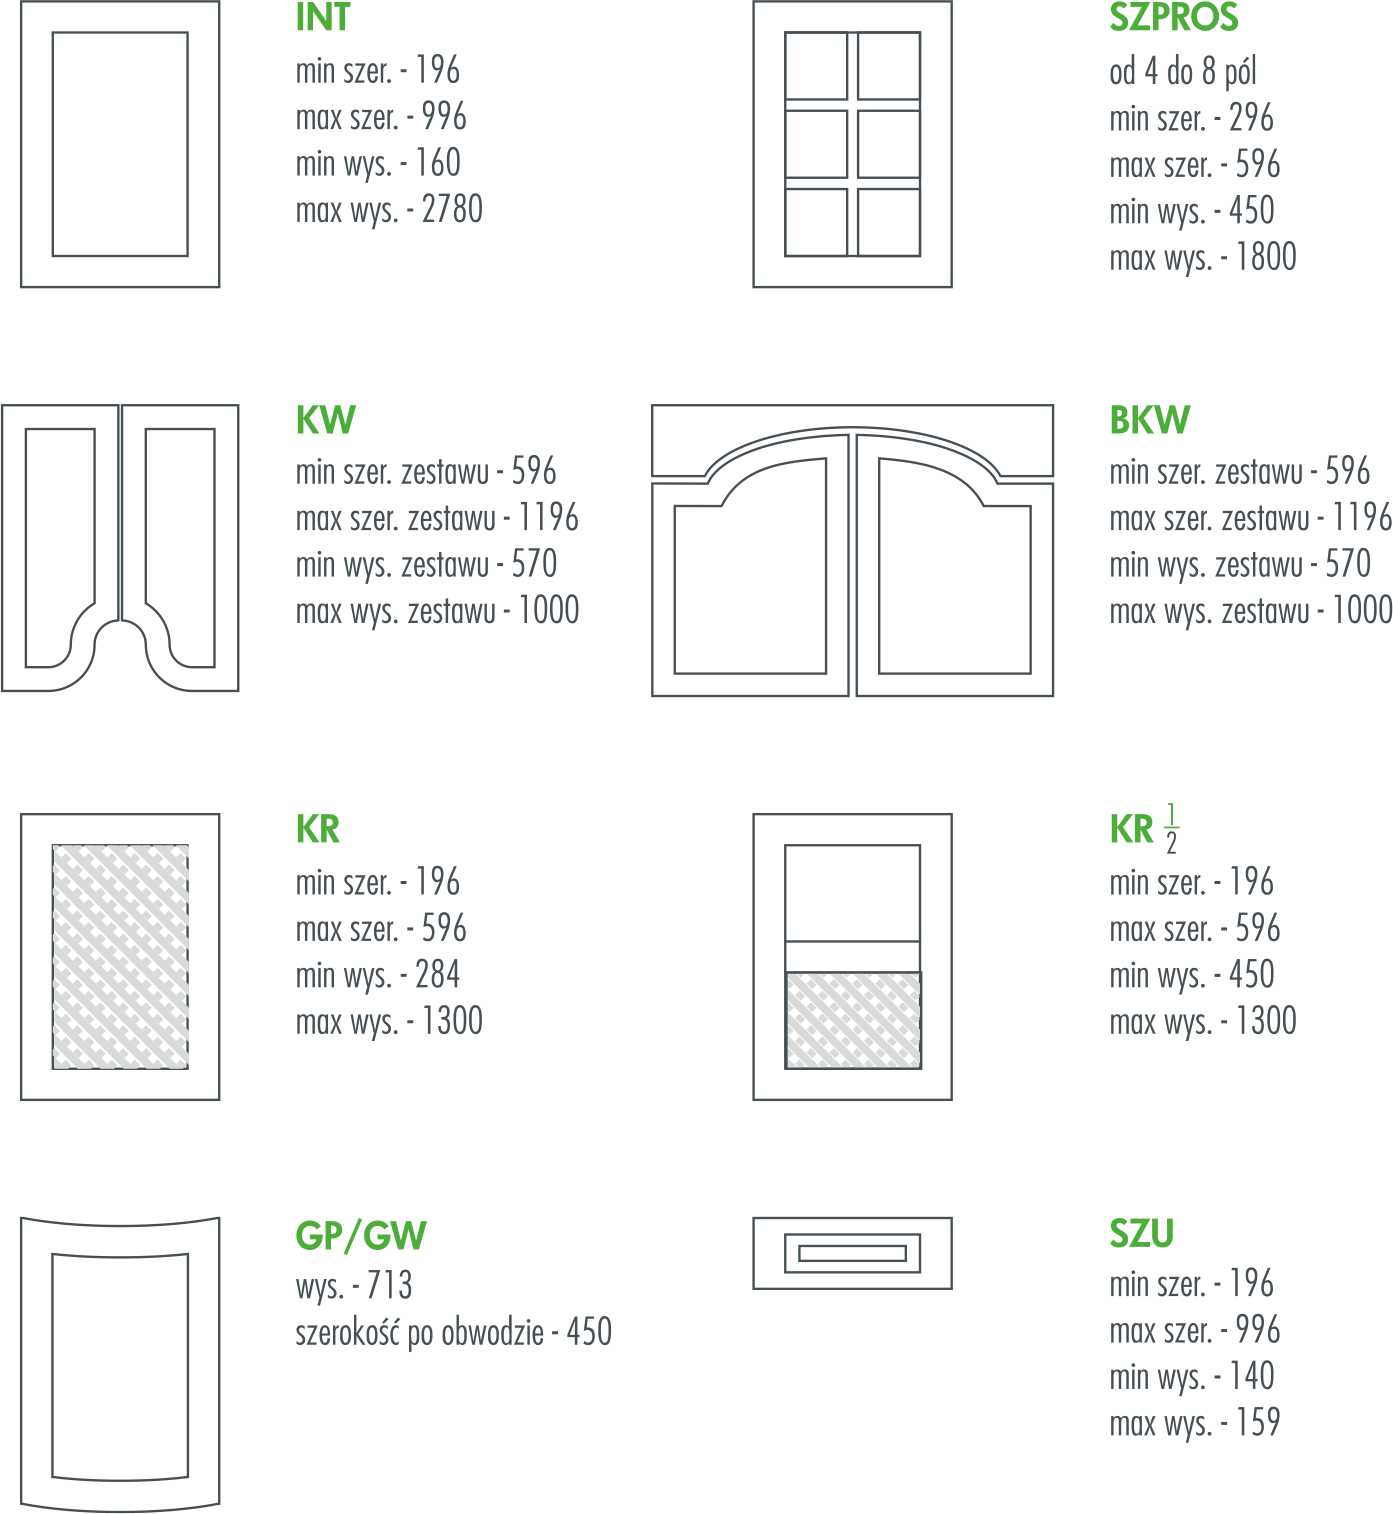 INT
min szer. - 196
max szer. - 996
min wys. - 160
max wys. - 2780
SZPROS
od 4 do 8 pól
min szer. - 296
max szer. - 596
min wys. - 450
max wys. - 1800
KW
min szer. zestawu - 596
max szer. zestawu - 1196
min wys. zestawu - 570
max wys. zestawu - 1000
BKW
min szer. zestawu - 596
max szer. zestawu - 1196
min wys. zestawu - 570
max wys. zestawu - 1000
KR
min szer. - 196
max szer. - 596
min wys. - 284
max wys. - 1300
KR 1/2
min szer. - 196
max szer. - 596
min wys. - 450
max wys. - 1300
GP/GW
wys. - 713
szerokość po obwodzie - 450
SZU
min szer. - 196
max szer. - 996
min wys. - 140
max wys. - 159